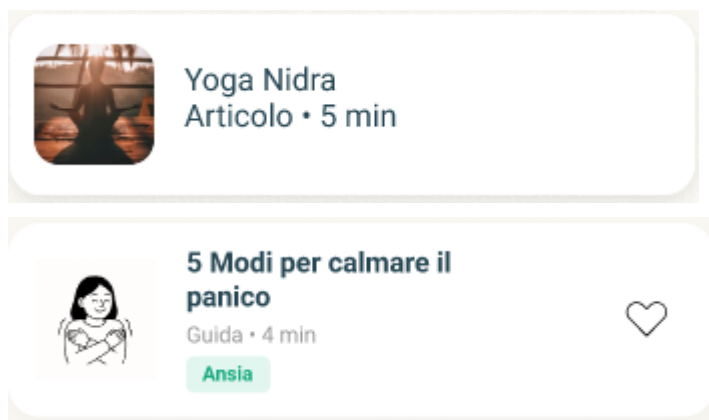 Yoga Nidra
Articolo • 5 min
5 Modi per calmare il
panico
Guida • 4 min
Ansia